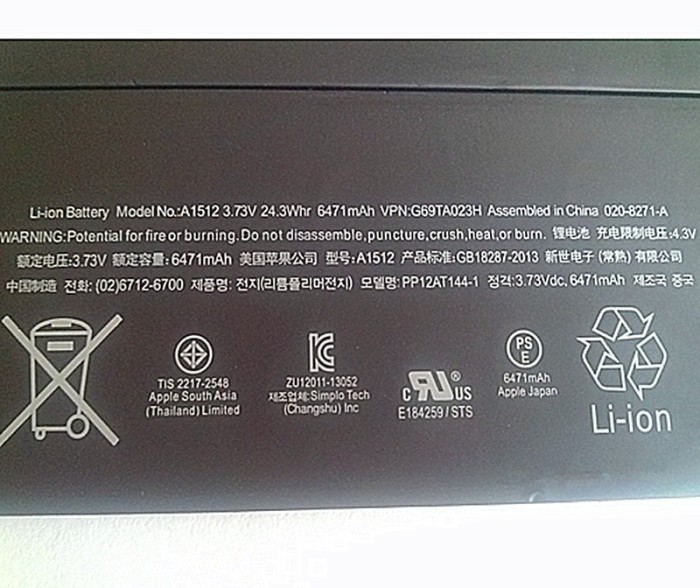 Li-ion Battery Model No.:A1512 3.73V 24.3Whr 6471mAh VPN:G69TA023H Assembled in China 020-8271-A
WARNING:Potential for fire or burning. Do not disassemble,puncture,crush,heat,or burn. 锂电池 充电限制电压:4.3V
额定电压:3.73V 额定容量:6471mAh 美国苹果公司 型号:A1512 产品标准:GB18287-2013 新世电子 (常熟) 有限公司
中国制造 전화: (02)6712-6700 제품명: 전지(리튬폴리머전지) 모델명: PP12AT144-1 정격:3.73Vdc, 6471mAh 제조국 중국
TIS 2217-2548
Apple South Asia
(Thailand) Limited
ZU12011-13052
제조업체:Simplo Tech
(Changshu) Inc
C RU ® US
E184259/STS
PS
E
6471mAh
Apple Japan
Li-ion